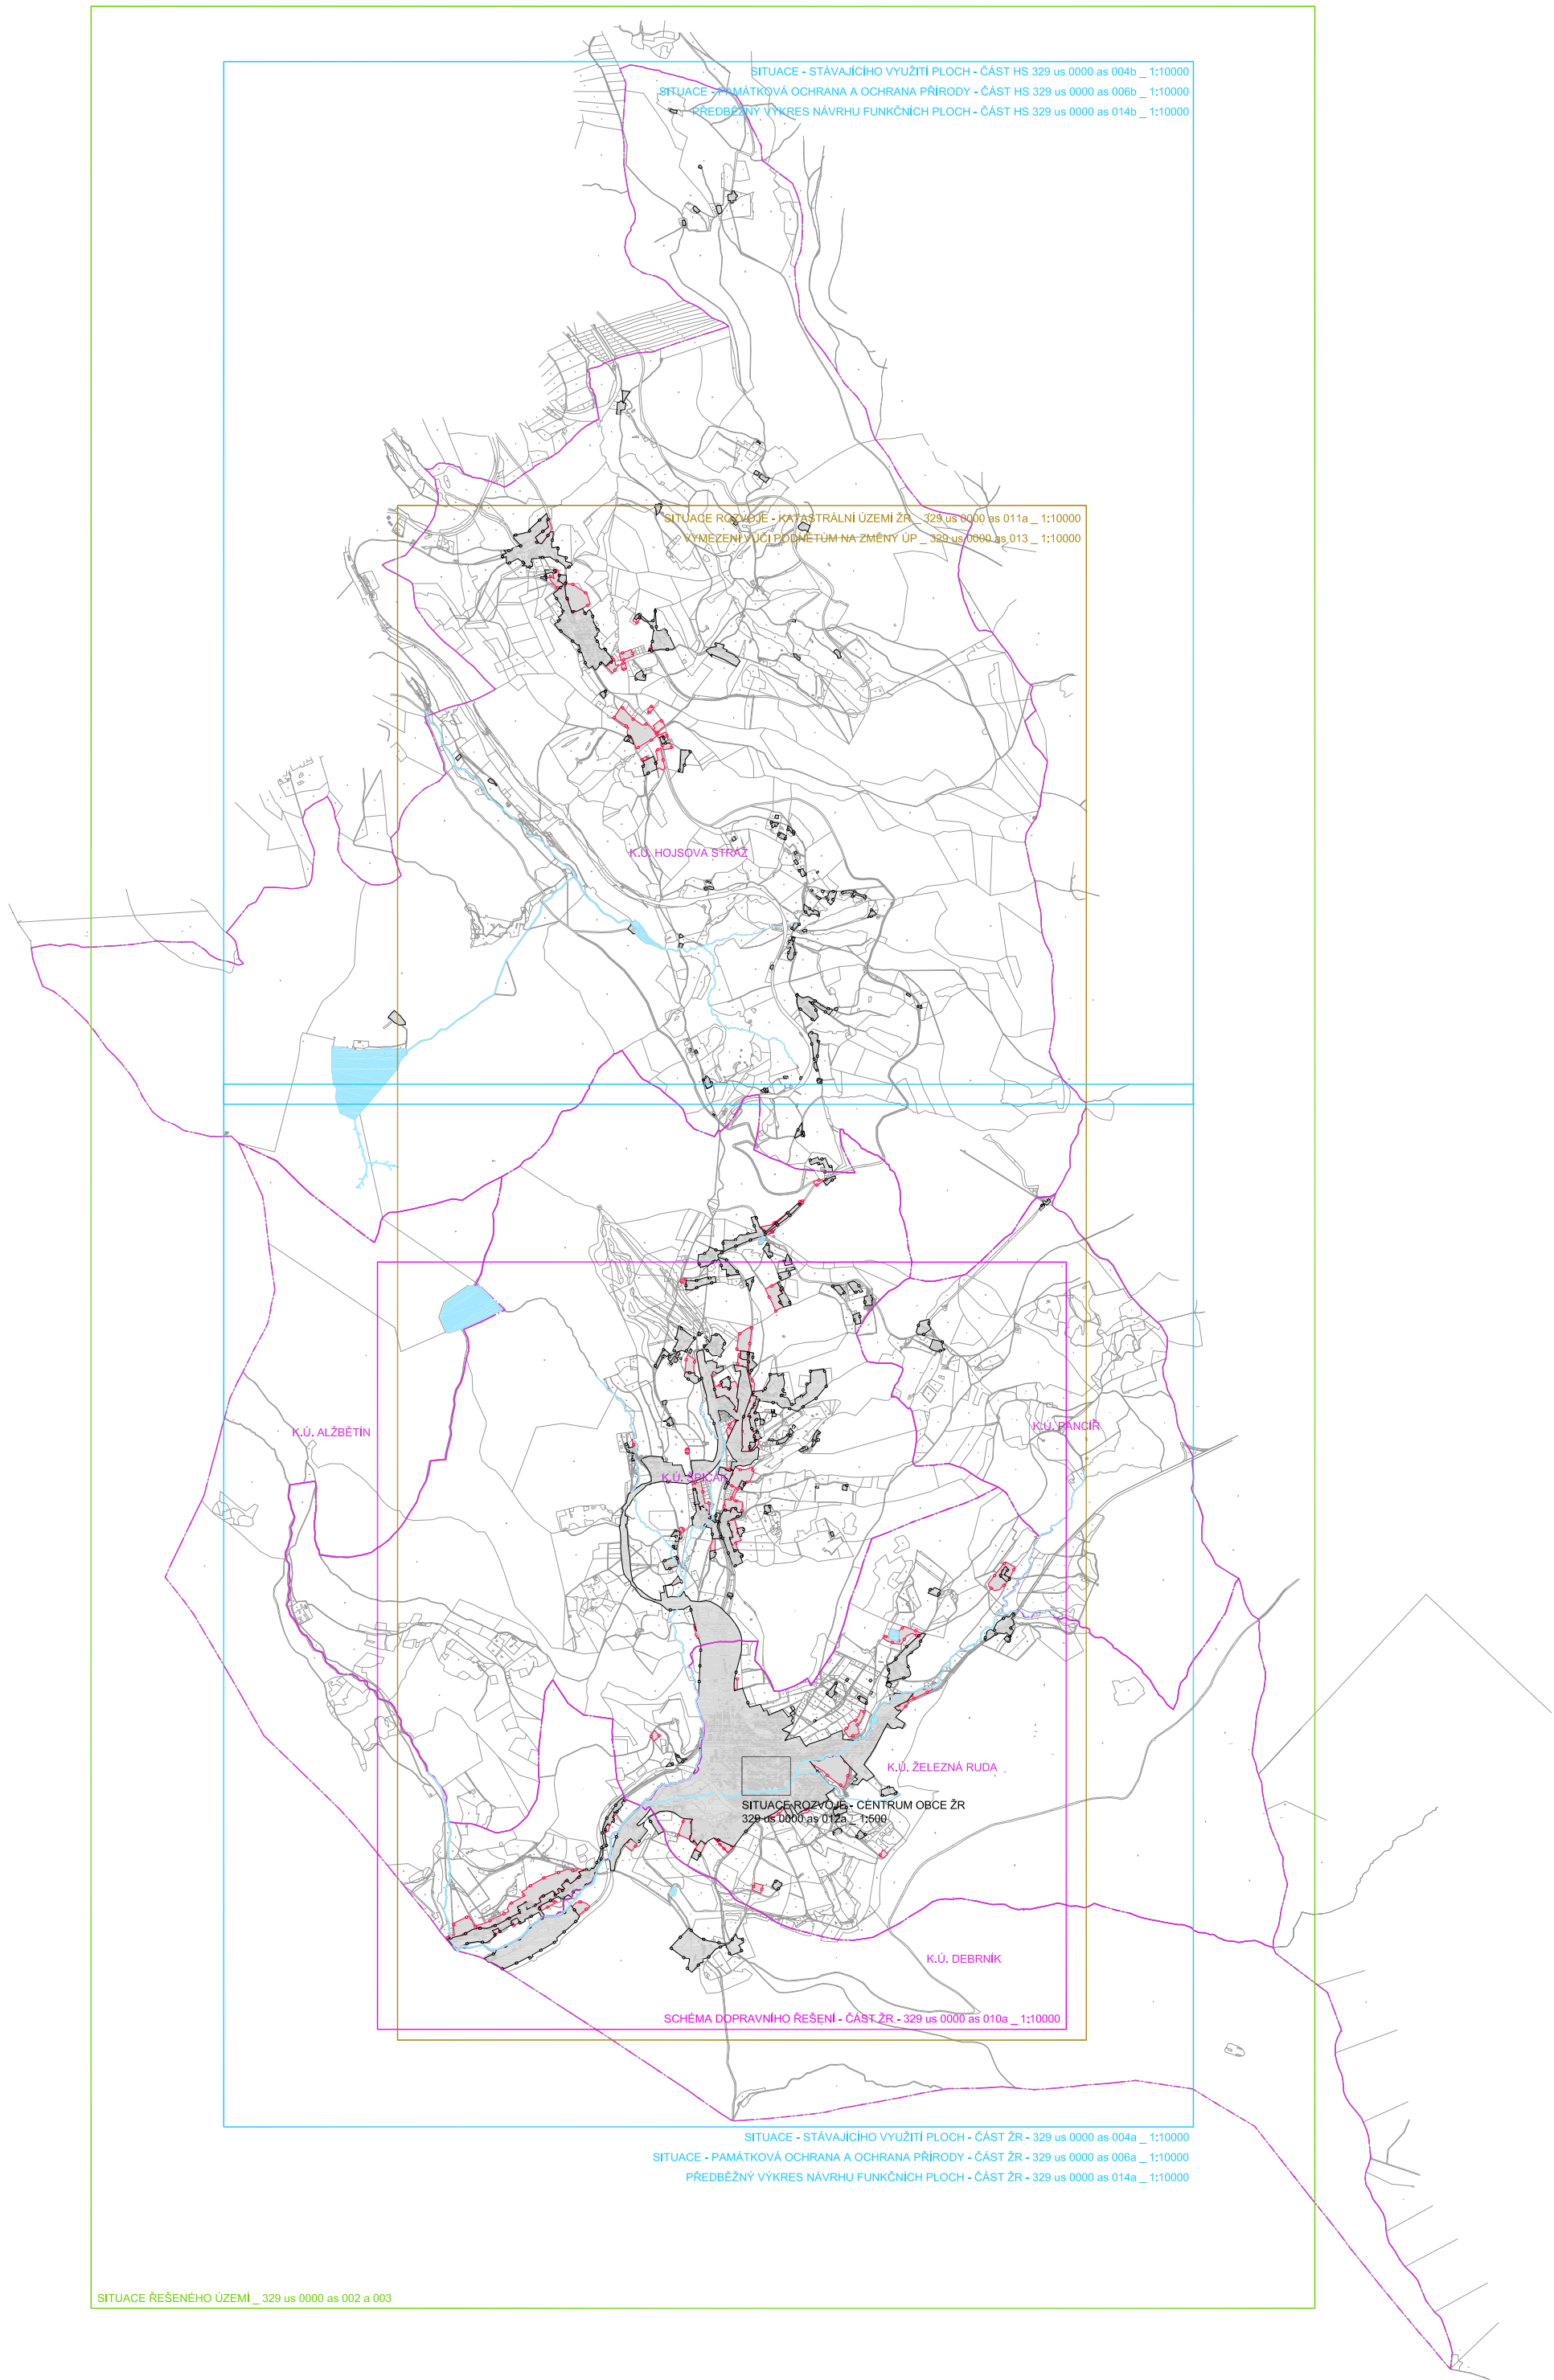 SITUACE - STÁVAJÍCÍHO VYUŽITÍ PLOCH - ČÁST HS 329 us 0000 as 004b _ 1:10000
SITUACE - PAMÁTKOVÁ OCHRANA A OCHRANA PŘÍRODY - ČÁST HS 329 us 0000 as 006b _ 1:10000
PŘEDBĚŽNÝ VÝKRES NÁVRHU FUNKČNÍCH PLOCH - ČÁST HS 329 us 0000 as 014b _ 1:10000
SITUACE ROZVOJE - KATASTRÁLNÍ ÚZEMÍ ŽR _ 329 us 0000 as 011a _ 1:10000
VYMEZENÍ VŮČI PODNĚTŮM NA ZMĚNY ÚP _ 329 us 0000 as 013 _ 1:10000
K.Ú. HOJSOVA STRÁŽ
K.Ú. ALŽBĚTÍN
K.Ú. PANCÍŘ
K.Ú. ŠPIČÁK
K.Ú. ŽELEZNÁ RUDA
SITUACE ROZVOJE - CENTRUM OBCE ŽR
329 us 0000 as 012a _ 1:500
K.Ú. DEBRNÍK
SCHÉMA DOPRAVNÍHO ŘEŠENÍ - ČÁST ŽR - 329 us 0000 as 010a _ 1:10000
SITUACE - STÁVAJÍCÍHO VYUŽITÍ PLOCH - ČÁST ŽR - 329 us 0000 as 004a _ 1:10000
SITUACE - PAMÁTKOVÁ OCHRANA A OCHRANA PŘÍRODY - ČÁST ŽR - 329 us 0000 as 006a _ 1:10000
PŘEDBĚŽNÝ VÝKRES NÁVRHU FUNKČNÍCH PLOCH - ČÁST ŽR - 329 us 0000 as 014a _ 1:10000
SITUACE ŘEŠENÉHO ÚZEMÍ _ 329 us 0000 as 002 a 003